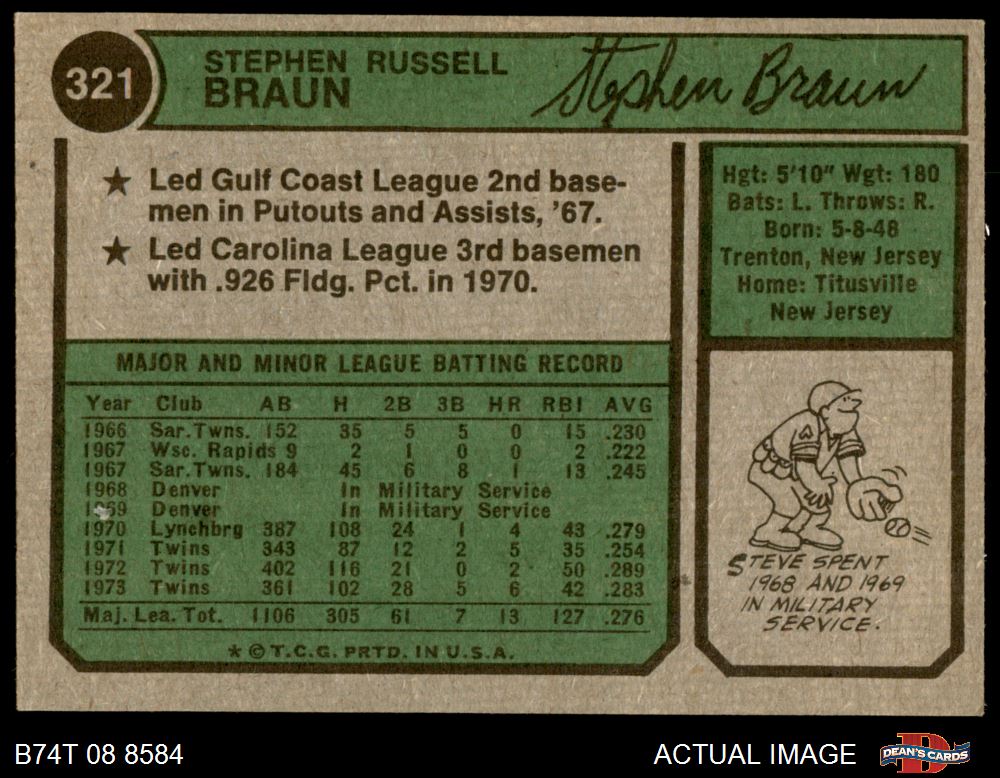 321
STEPHEN RUSSELL
BRAUN
Stephen Braun
★ Led Gulf Coast League 2nd base-
men in Putouts and Assists, '67.
★ Led Carolina League 3rd basemen
with .926 Fldg. Pct. in 1970.
Hgt: 5'10" Wgt: 180
Bats: L. Throws: R.
Born: 5-8-48
Trenton, New Jersey
Home: Titusville
New Jersey
MAJOR AND MINOR LEAGUE BATTING RECORD
Year Club AB H 2B 3B HR RBI AVG
1966 Sar. Twns. 152 35 5 5 0 15 .230
1967 Wsc. Rapids 9 2 1 0 0 2 .222
1967 Sar. Twns. 184 45 6 8 1 13 .245
1968 Denver In Military Service
1969 Denver In Military Service
1970 Lynchbrg 387 108 24 1 4 43 .279
1971 Twins 343 87 12 2 5 35 .254
1972 Twins 402 116 21 0 2 50 .289
1973 Twins 361 102 28 5 6 42 .283
Maj. Lea. Tot. 1106 305 61 7 13 127 .276
* © T.C.G. PRTD. IN U.S.A.
STEVE SPENT
1968 AND 1969
IN MILITARY
SERVICE.
B74T 08 8584
ACTUAL IMAGE
DEAN'S CARDS